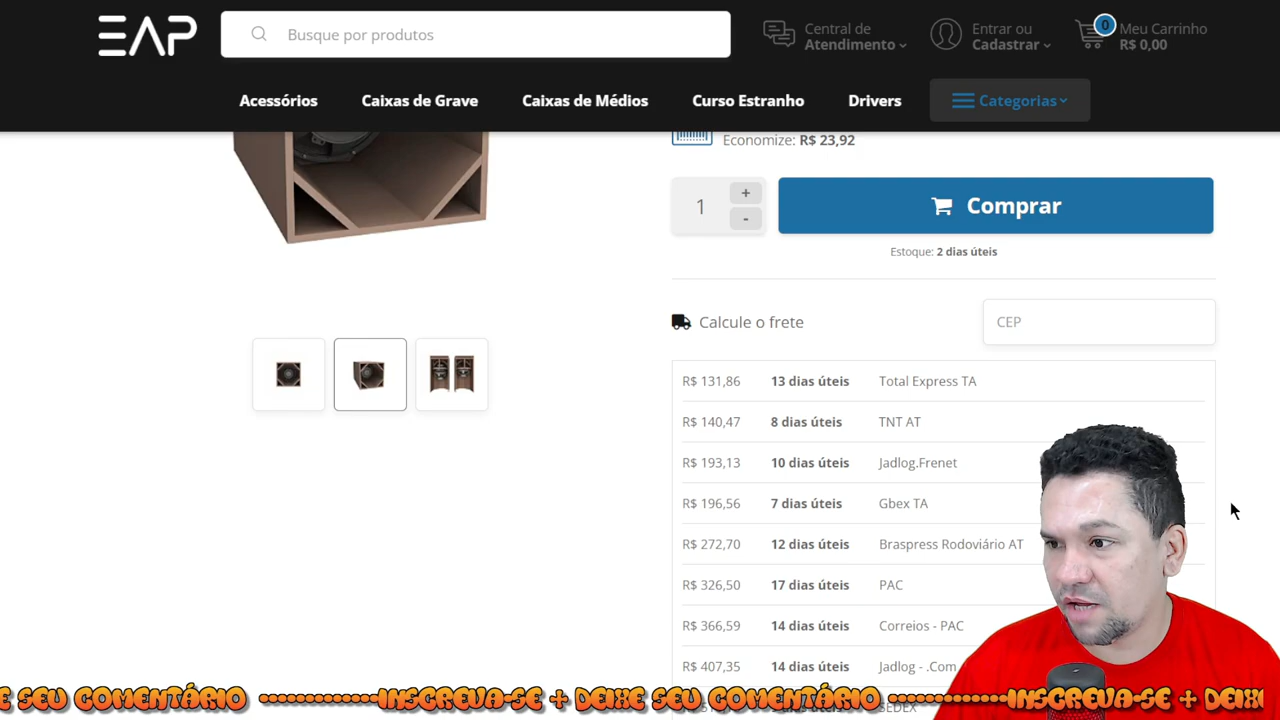 EAP
Busque por produtos
Central de
Atendimento
Entrar ou
Cadastrar
0
Meu Carrinho
R$ 0,00
Acessórios
Caixas de Grave
Caixas de Médios
Curso Estranho
Drivers
Categorias
Economize: R$ 23,92
1
+
-
Comprar
Estoque: 2 dias úteis
Calcule o frete
CEP
R$ 131,86 13 dias úteis Total Express TA
R$ 140,47 8 dias úteis TNT AT
R$ 193,13 10 dias úteis Jadlog.Frenet
R$ 196,56 7 dias úteis Gbex TA
R$ 272,70 12 dias úteis Braspress Rodoviário AT
R$ 326,50 17 dias úteis PAC
R$ 366,59 14 dias úteis Correios - PAC
R$ 407,35 14 dias úteis Jadlog - .Com
SEDEX
E SEU COMENTÁRIO ----------INSCREVA-SE + DEIXE SEU COMENTÁRIO ----------INSCREVA-SE + DEIXE